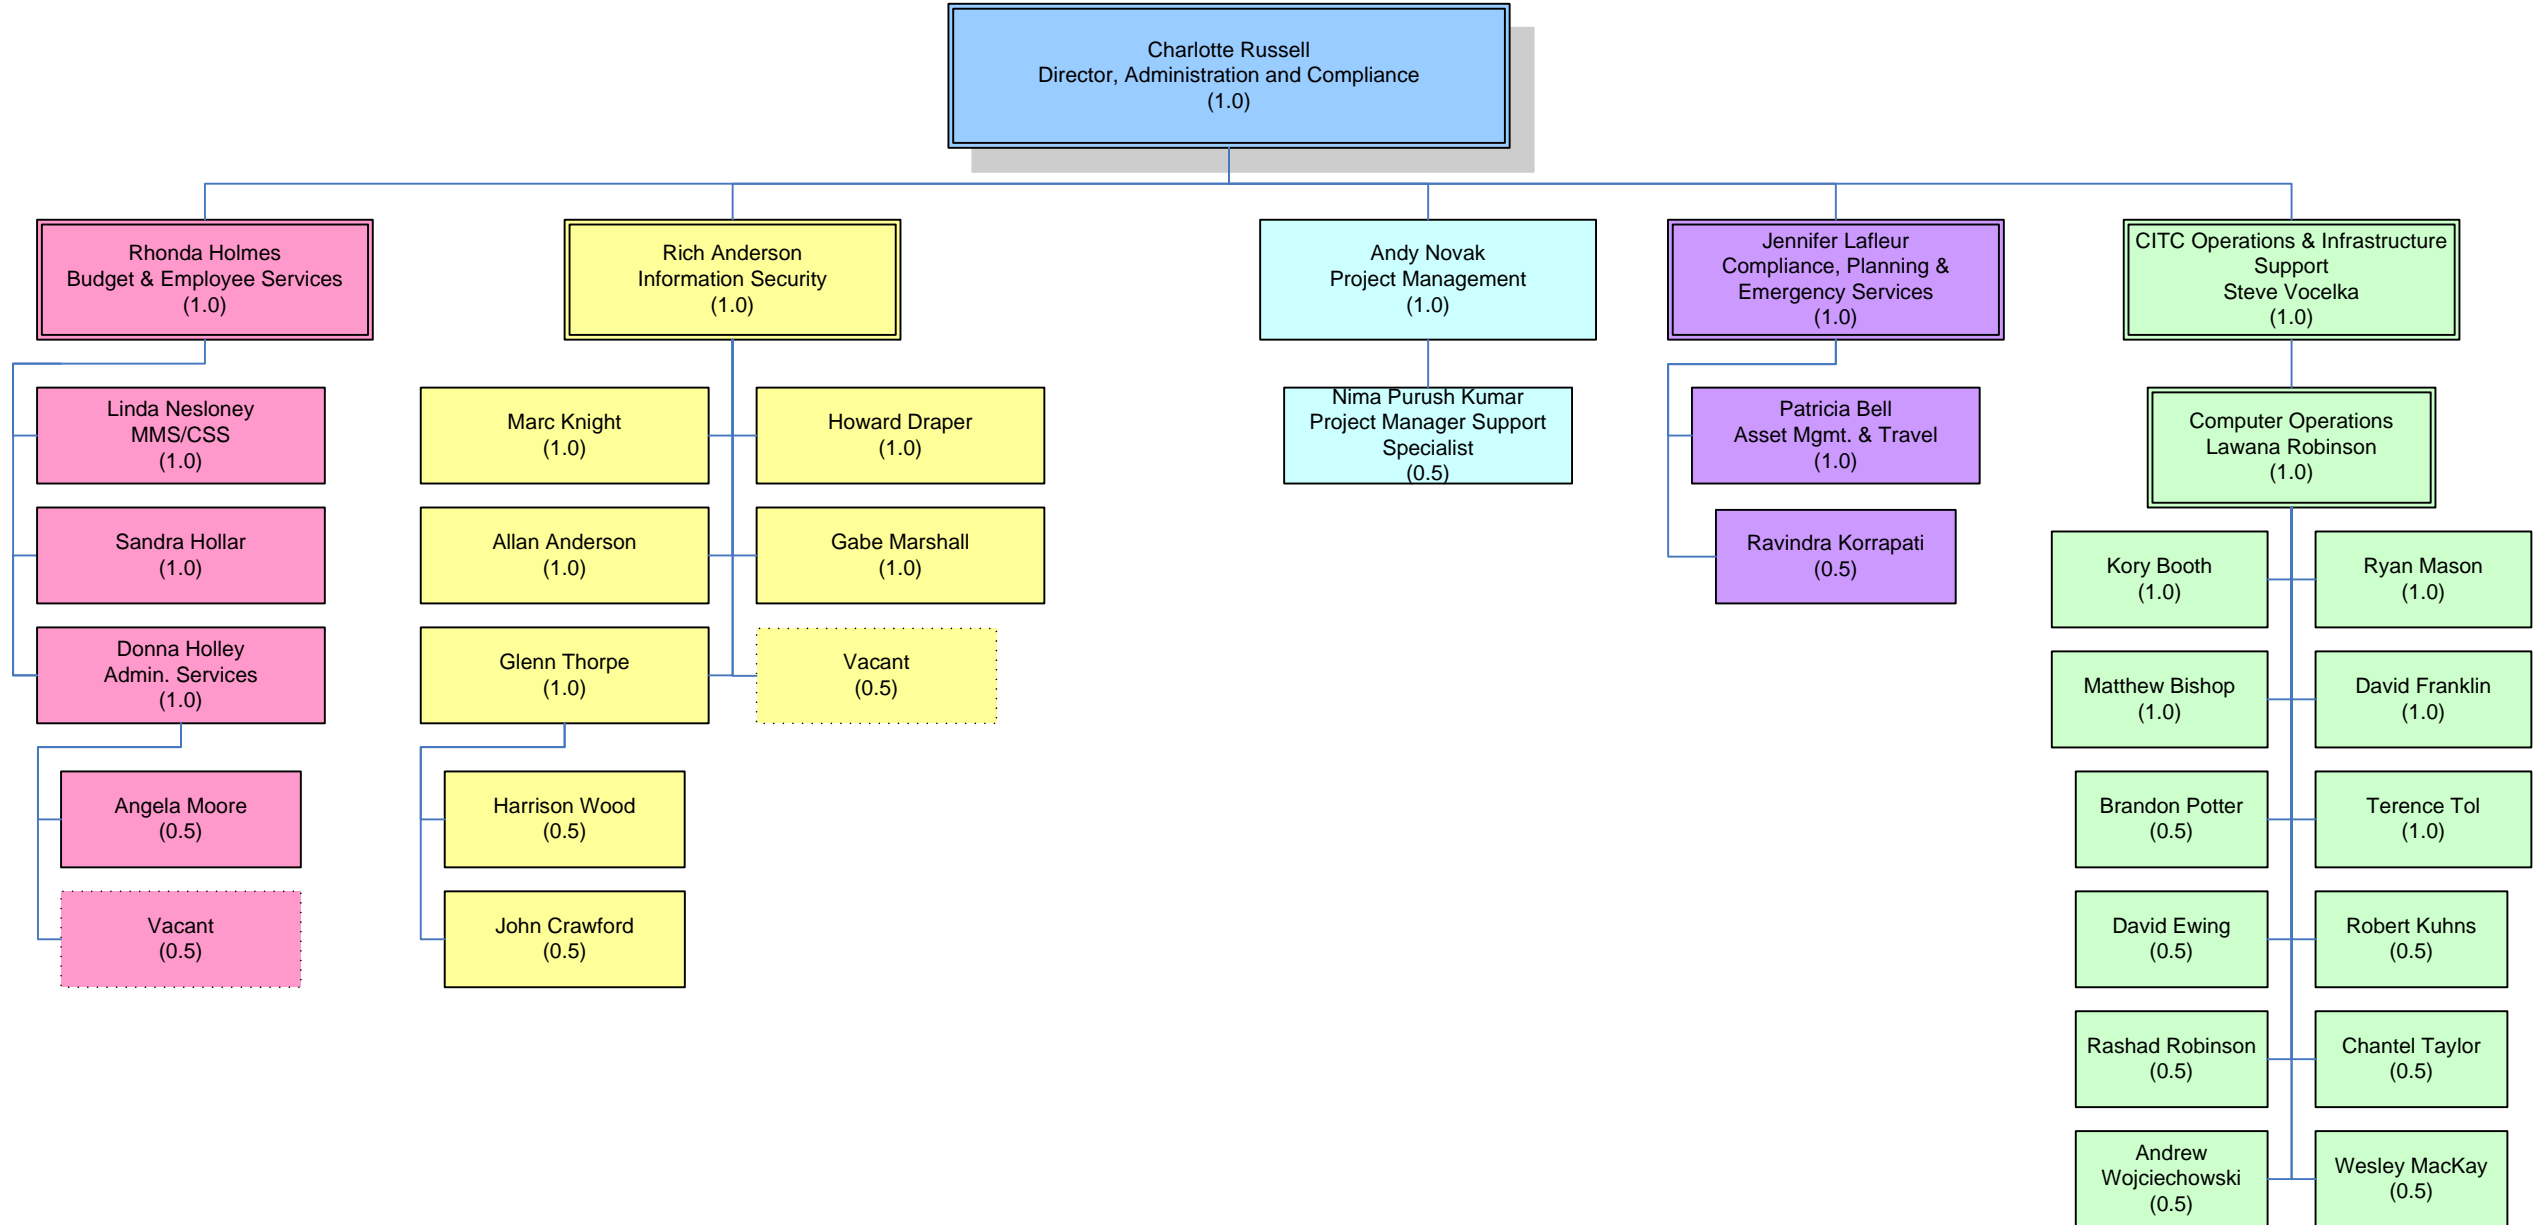 Charlotte Russell
Director, Administration and Compliance
(1.0)
Rhonda Holmes
Budget & Employee Services
(1.0)
Linda Nesloney
MMS/CSS
(1.0)
Sandra Hollar
(1.0)
Donna Holley
Admin. Services
(1.0)
Angela Moore
(0.5)
Vacant
(0.5)
Rich Anderson
Information Security
(1.0)
Marc Knight
(1.0)
Howard Draper
(1.0)
Allan Anderson
(1.0)
Gabe Marshall
(1.0)
Glenn Thorpe
(1.0)
Vacant
(0.5)
Harrison Wood
(0.5)
John Crawford
(0.5)
Andy Novak
Project Management
(1.0)
Nima Purush Kumar
Project Manager Support
Specialist
(0.5)
Jennifer Lafleur
Compliance, Planning &
Emergency Services
(1.0)
Patricia Bell
Asset Mgmt. & Travel
(1.0)
Ravindra Korrapati
(0.5)
CITC Operations & Infrastructure
Support
Steve Vocelka
(1.0)
Computer Operations
Lawana Robinson
(1.0)
Kory Booth
(1.0)
Ryan Mason
(1.0)
Matthew Bishop
(1.0)
David Franklin
(1.0)
Brandon Potter
(0.5)
Terence Tol
(1.0)
David Ewing
(0.5)
Robert Kuhns
(0.5)
Rashad Robinson
(0.5)
Chantel Taylor
(0.5)
Andrew
Wojciechowski
(0.5)
Wesley MacKay
(0.5)